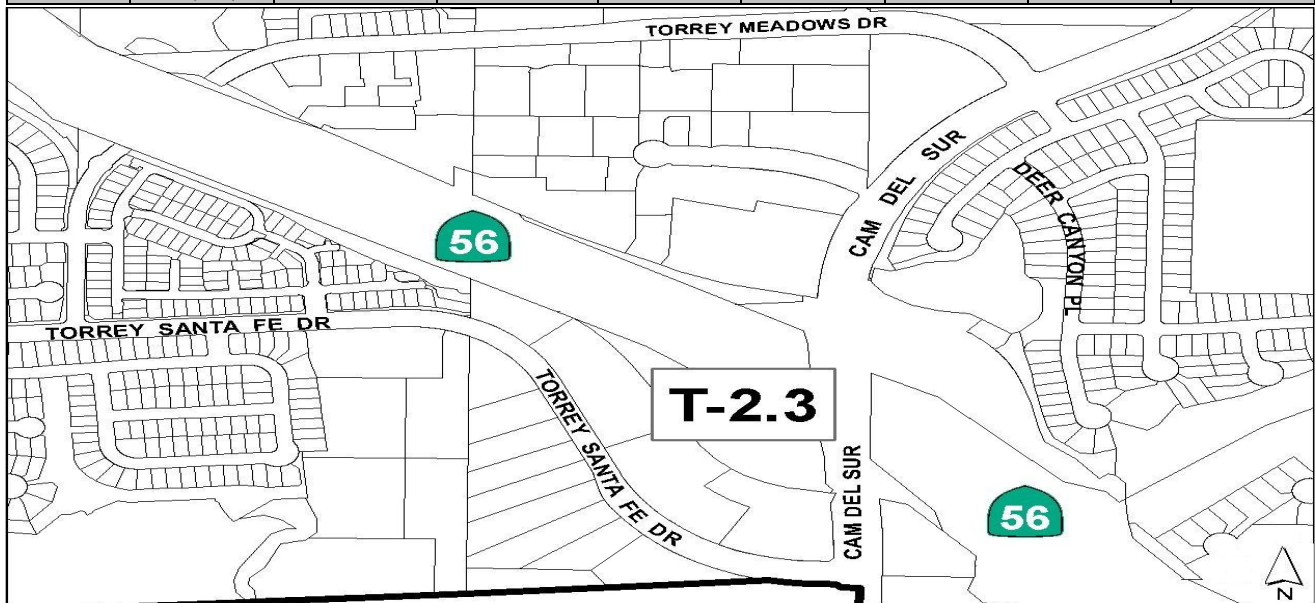 TORREY MEADOWS DR
CAM DEL SUR
DEER CANYON PL
56
TORREY SANTA FE DR
TORREY SANTA FE DR
T-2.3
CAM DEL SUR
56
N